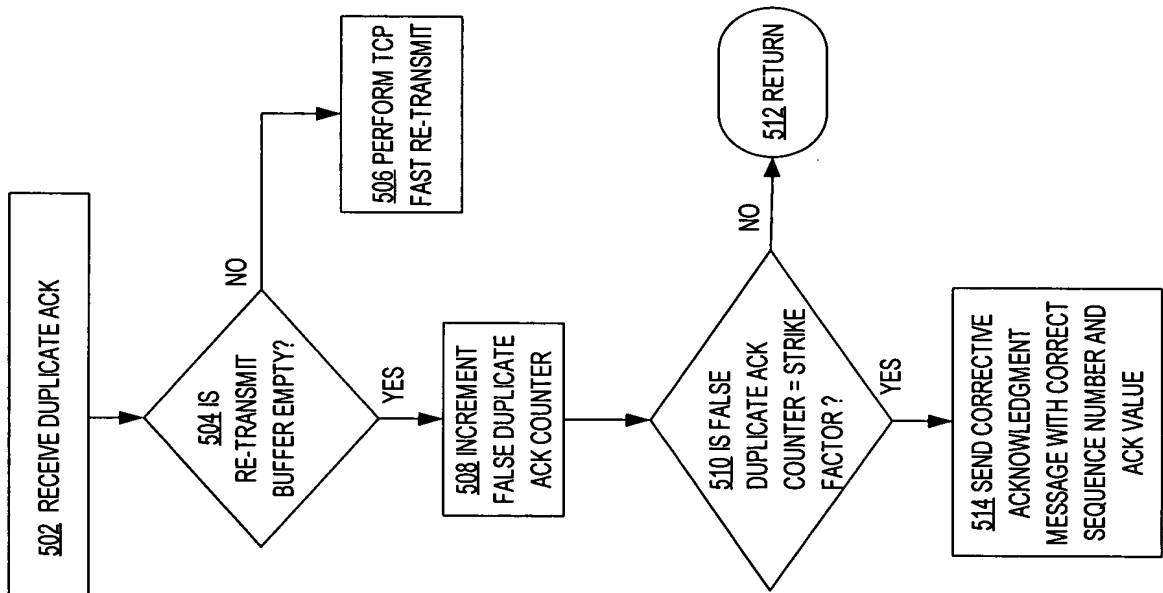 502 RECEIVE DUPLICATE ACK
504 IS
RE-TRANSMIT
BUFFER EMPTY?
NO
506 PERFORM TCP
FAST RE-TRANSMIT
YES
508 INCREMENT
FALSE DUPLICATE
ACK COUNTER
510 IS FALSE
DUPLICATE ACK
COUNTER = STRIKE
FACTOR ?
NO
512 RETURN
YES
514 SEND CORRECTIVE
ACKNOWLEDGMENT
MESSAGE WITH CORRECT
SEQUENCE NUMBER AND
ACK VALUE